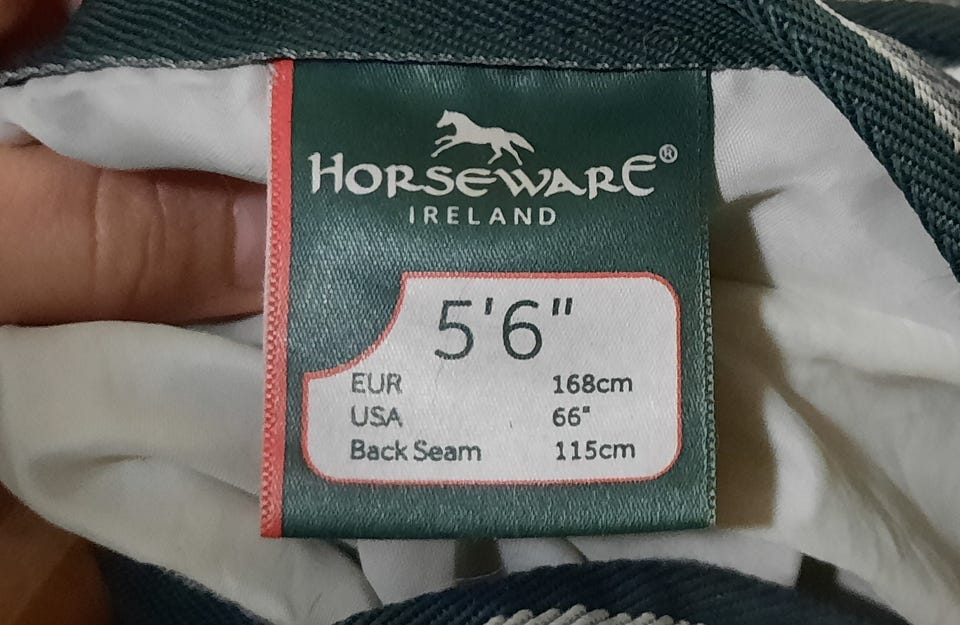 HORSEWARE®
IRELAND
5'6"
EUR 168cm
USA 66"
Back Seam 115cm